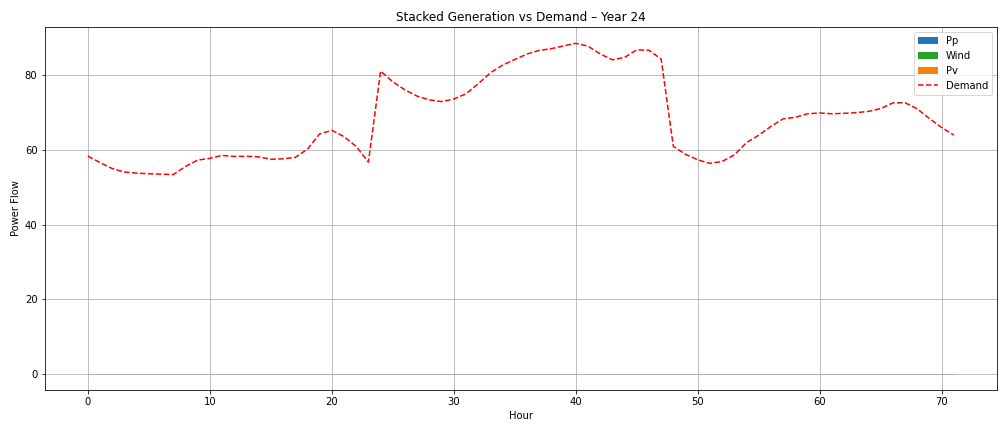 Stacked Generation vs Demand – Year 24
Pp
Wind
Pv
Demand
Power Flow
80
60
40
20
0
0 10 20 30 40 50 60 70
Hour